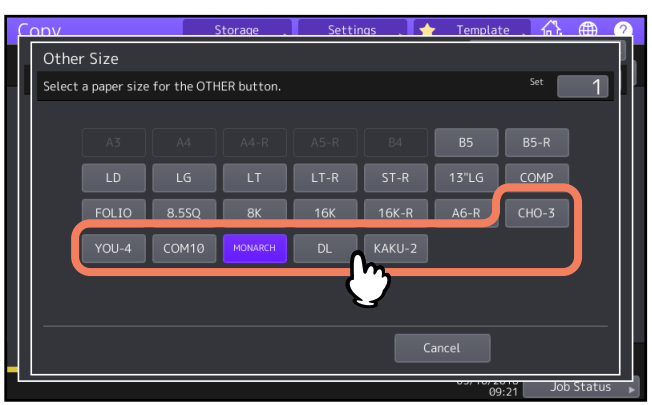 Copy Storage Settings Template ?
Other Size
Select a paper size for the OTHER button. Set 1
A3 A4 A4-R A5-R B4 B5 B5-R
LD LG LT LT-R ST-R 13"LG COMP
FOLIO 8.5SQ 8K 16K 16K-R A6-R CHO-3
YOU-4 COM10 MONARCH DL KAKU-2
Cancel
09:21 Job Status